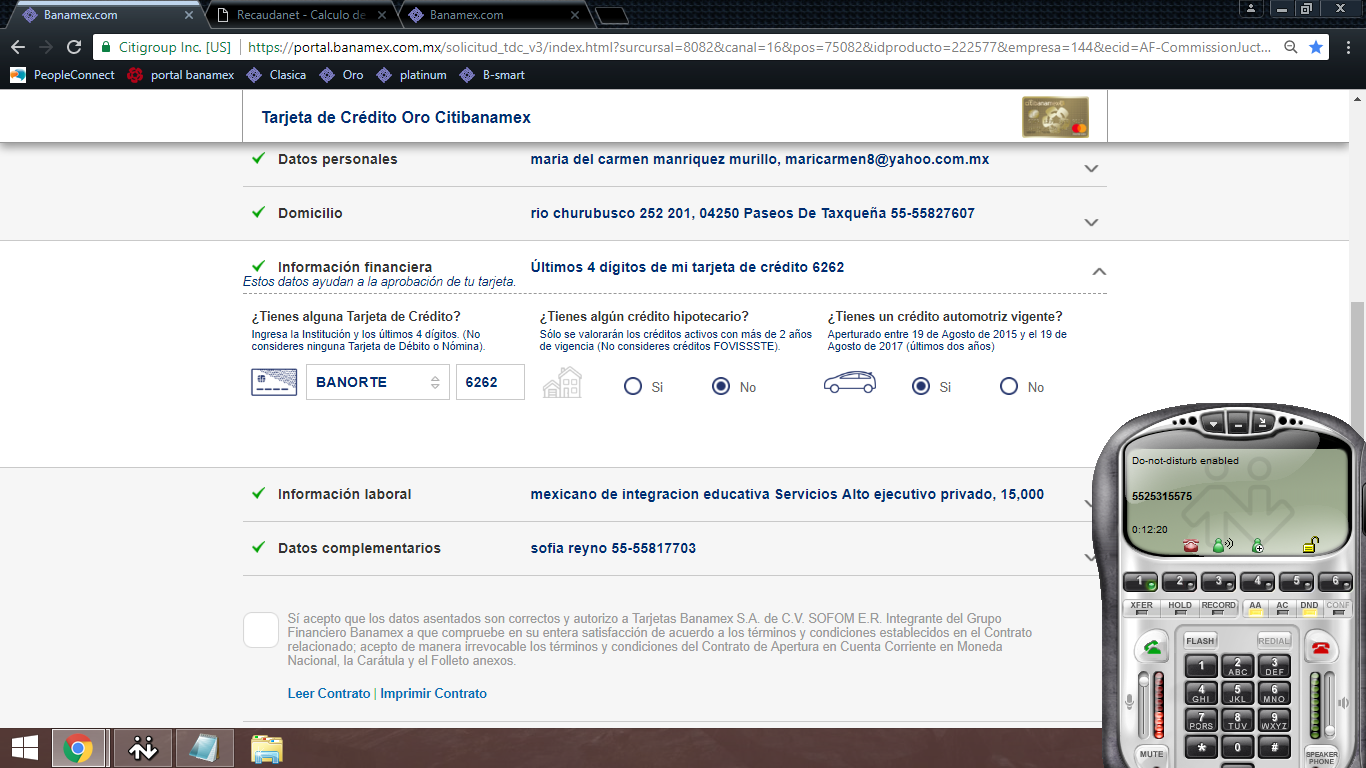 Banamex.com
Recaudanet - Calculo de
Banamex.com
Citigroup Inc. [US]
https://portal.banamex.com.mx/solicitud_tdc_v3/index.html?surcursal=8082&canal=16&pos=75082&idproducto=222577&empresa=144&ecid=AF-CommissionJuct...
PeopleConnect
portal banamex
Clasica
Oro
platinum
B-smart
Tarjeta de Crédito Oro Citibanamex
Datos personales
maria del carmen manriquez murillo, maricarmen8@yahoo.com.mx
Domicilio
rio churubusco 252 201, 04250 Paseos De Taxqueña 55-55827607
Información financiera
Últimos 4 dígitos de mi tarjeta de crédito 6262
Estos datos ayudan a la aprobación de tu tarjeta.
¿Tienes alguna Tarjeta de Crédito?
Ingresa la Institución y los últimos 4 dígitos. (No
consideres ninguna Tarjeta de Débito o Nómina).
BANORTE
6262
¿Tienes algún crédito hipotecario?
Sólo se valorarán los créditos activos con más de 2 años
de vigencia (No consideres créditos FOVISSSTE).
Si
No
¿Tienes un crédito automotriz vigente?
Aperturado entre 19 de Agosto de 2015 y el 19 de
Agosto de 2017 (últimos dos años)
Si
No
Información laboral
mexicano de integracion educativa Servicios Alto ejecutivo privado, 15,000
Datos complementarios
sofia reyno 55-55817703
Sí acepto que los datos asentados son correctos y autorizo a Tarjetas Banamex S.A. de C.V. SOFOM E.R. Integrante del Grupo
Financiero Banamex a que compruebe en su entera satisfacción de acuerdo a los términos y condiciones establecidos en el Contrato
relacionado; acepto de manera irrevocable los términos y condiciones del Contrato de Apertura en Cuenta Corriente en Moneda
Nacional, la Carátula y el Folleto anexos.
Leer Contrato | Imprimir Contrato
Do-not-disturb enabled
5525315575
0:12:20
1 2 3 4 5 6
XFER HOLD RECORD AA AC DND CONF
FLASH REDIAL
1 2 ABC 3 DEF
4 GHI 5 JKL 6 MNO
7 PQRS 8 TUV 9 WXYZ
* 0 #
MUTE
SPEAKER
PHONE